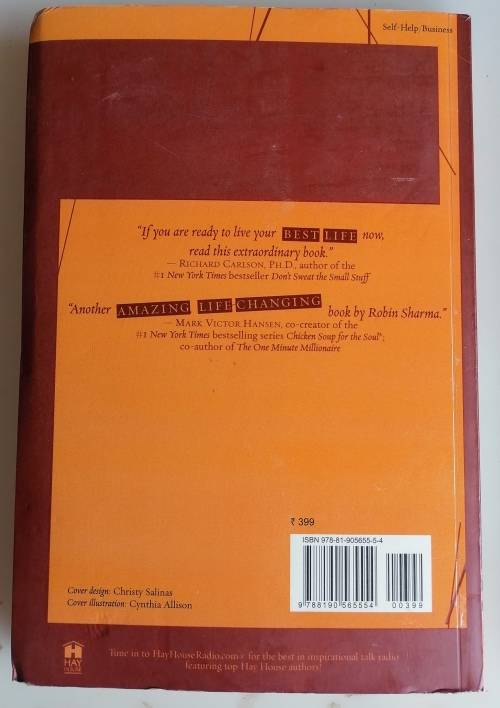 Self-Help/Business
“If you are ready to live your BEST LIFE now,
read this extraordinary book.”
— RICHARD CARLSON, PH.D., author of the
#1 New York Times bestseller Don't Sweat the Small Stuff
“Another AMAZING LIFE-CHANGING book by Robin Sharma.”
— MARK VICTOR HANSEN, co-creator of the
#1 New York Times bestselling series Chicken Soup for the Soul®;
co-author of The One Minute Millionaire
₹ 399
ISBN 978-81-905655-5-4
9 788190 565554
00399
Cover design: Christy Salinas
Cover illustration: Cynthia Allison
HAY
HOUSE
Tune in to HayHouseRadio.com® for the best in inspirational talk radio
featuring top Hay House authors!